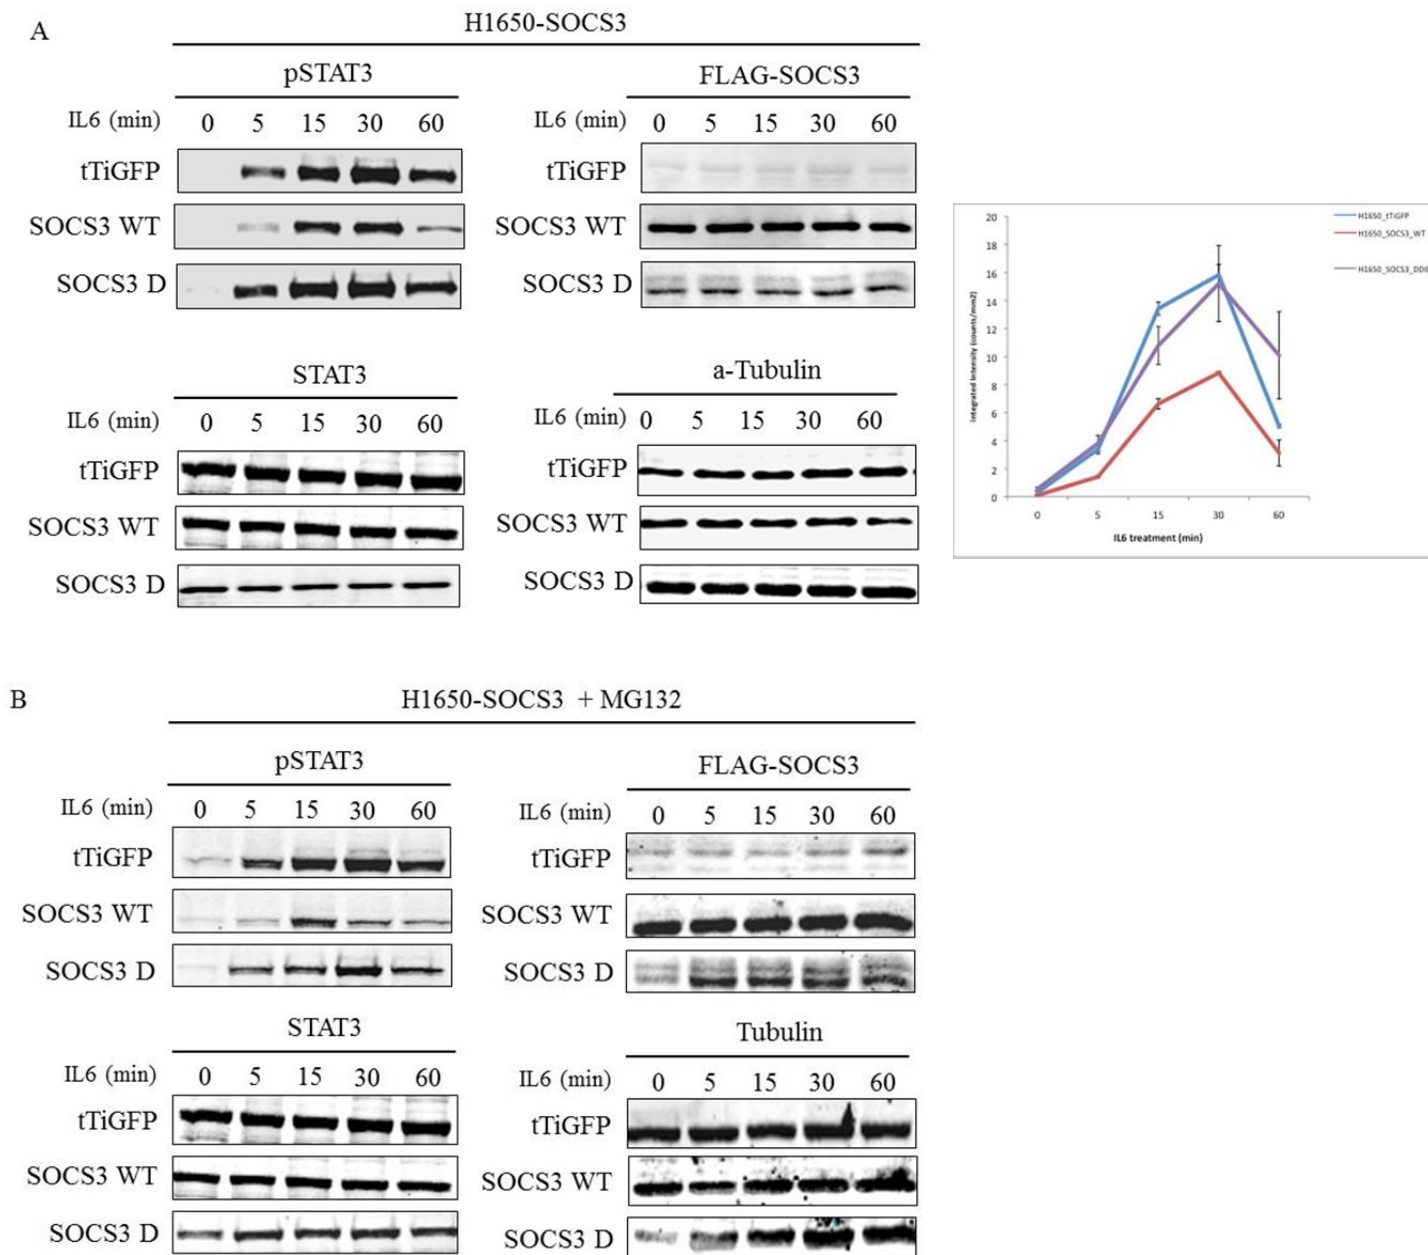 A
H1650-SOCS3
pSTAT3
IL6 (min) 0 5 15 30 60
tTiGFP
SOCS3 WT
SOCS3 D
FLAG-SOCS3
IL6 (min) 0 5 15 30 60
tTiGFP
SOCS3 WT
SOCS3 D
STAT3
IL6 (min) 0 5 15 30 60
tTiGFP
SOCS3 WT
SOCS3 D
a-Tubulin
IL6 (min) 0 5 15 30 60
tTiGFP
SOCS3 WT
SOCS3 D
Integrated Intensity (counts/mm2)
20
18
16
14
12
10
8
6
4
2
0
0 5 15 30 60
IL6 treatment (min)
H1650_tTiGFP
H1650_SOCS3_WT
B
H1650-SOCS3 + MG132
pSTAT3
IL6 (min) 0 5 15 30 60
tTiGFP
SOCS3 WT
SOCS3 D
FLAG-SOCS3
IL6 (min) 0 5 15 30 60
tTiGFP
SOCS3 WT
SOCS3 D
STAT3
IL6 (min) 0 5 15 30 60
tTiGFP
SOCS3 WT
SOCS3 D
Tubulin
IL6 (min) 0 5 15 30 60
tTiGFP
SOCS3 WT
SOCS3 D